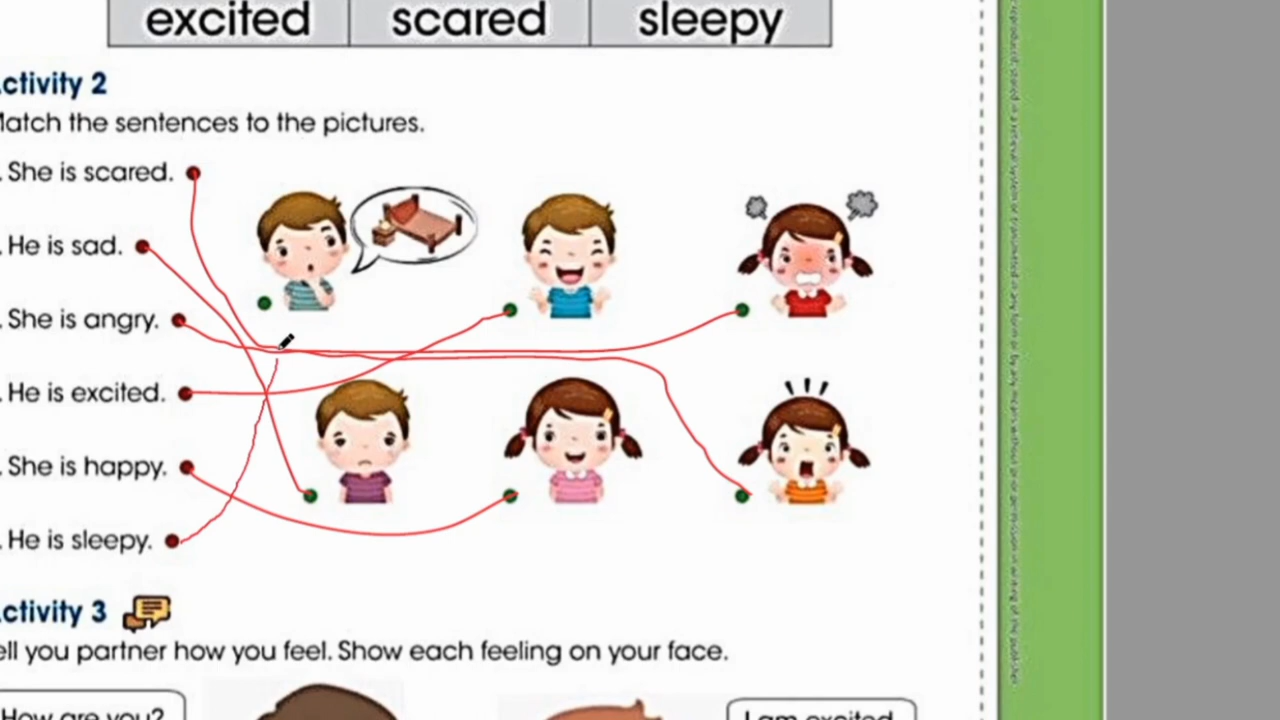 excited scared sleepy
ctivity 2
atch the sentences to the pictures.
. She is scared.
. He is sad.
. She is angry.
. He is excited.
. She is happy.
. He is sleepy.
ctivity 3
ell you partner how you feel. Show each feeling on your face.
How are you?
I am excited